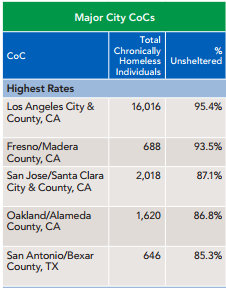 Major City CoCs
CoC
Total
Chronically
Homeless
Individuals
%
Unsheltered
Highest Rates
Los Angeles City &
County, CA
16,016
95.4%
Fresno/Madera
County, CA
688
93.5%
San Jose/Santa Clara
City & County, CA
2,018
87.1%
Oakland/Alameda
County, CA
1,620
86.8%
San Antonio/Bexar
County, TX
646
85.3%